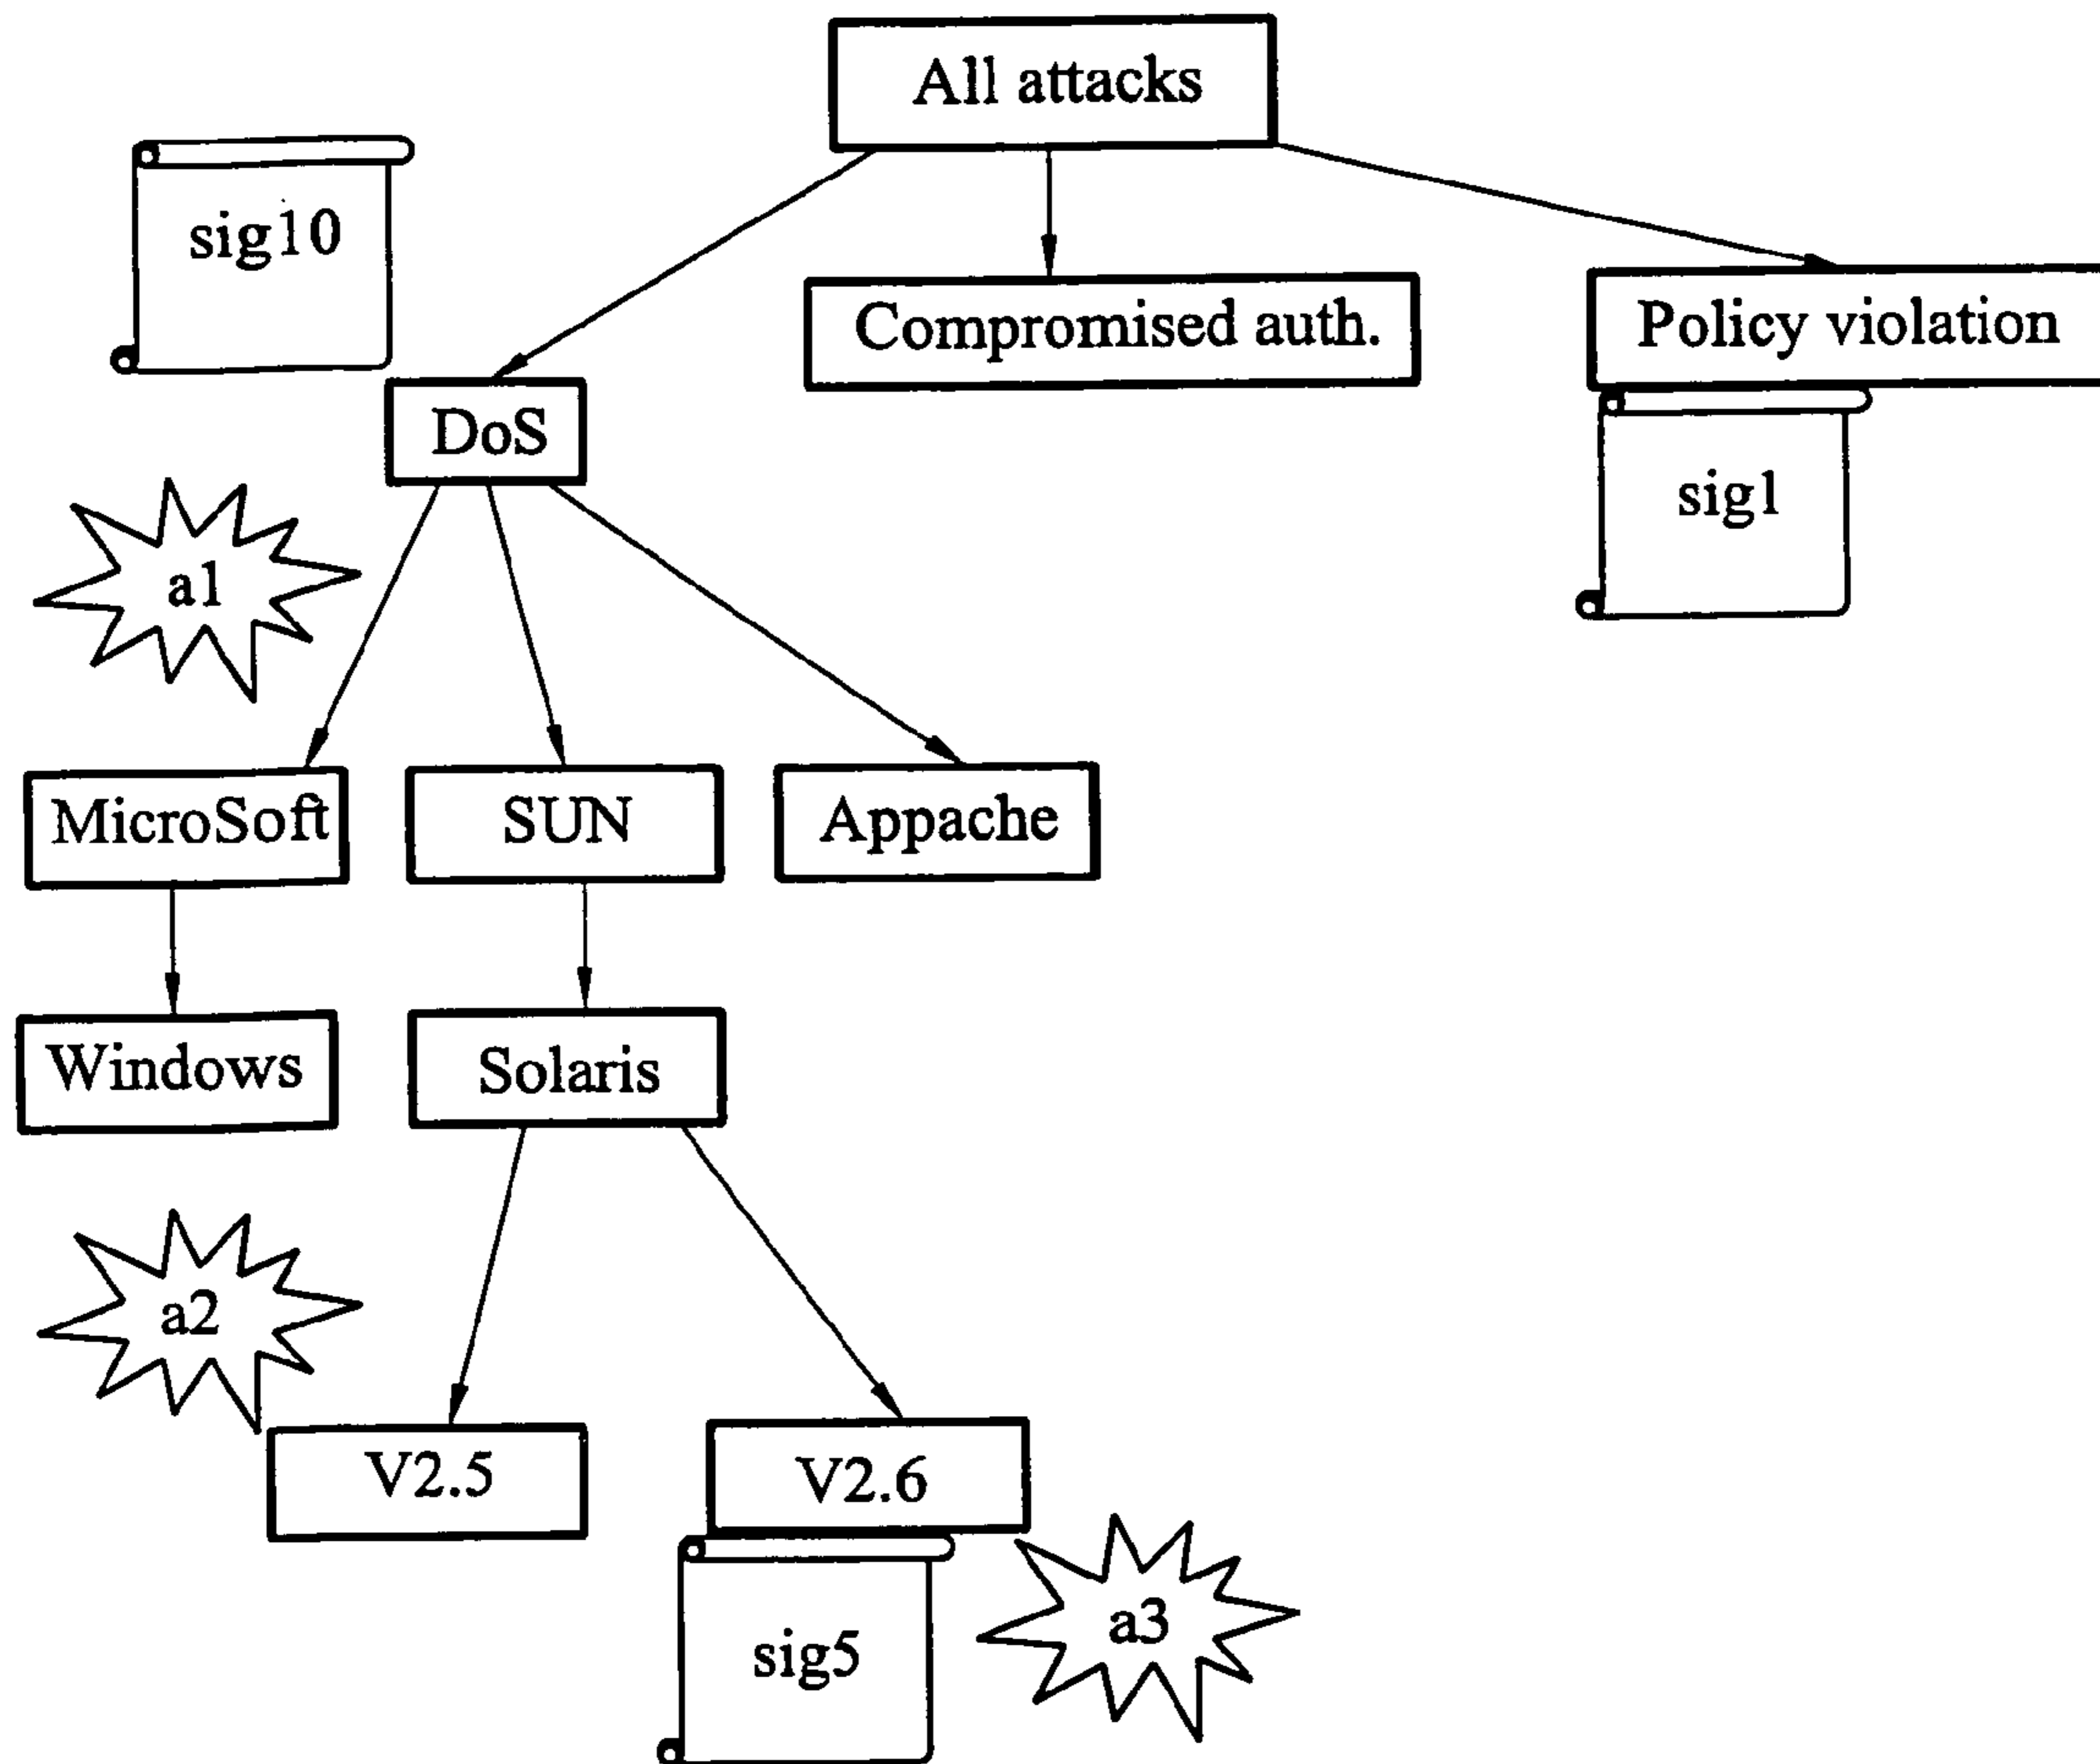 All attacks
sig10
Compromised auth.
Policy violation
DoS
sig1
a1
MicroSoft
SUN
Appache
Windows
Solaris
a2
V2.5
V2.6
a3
sig5